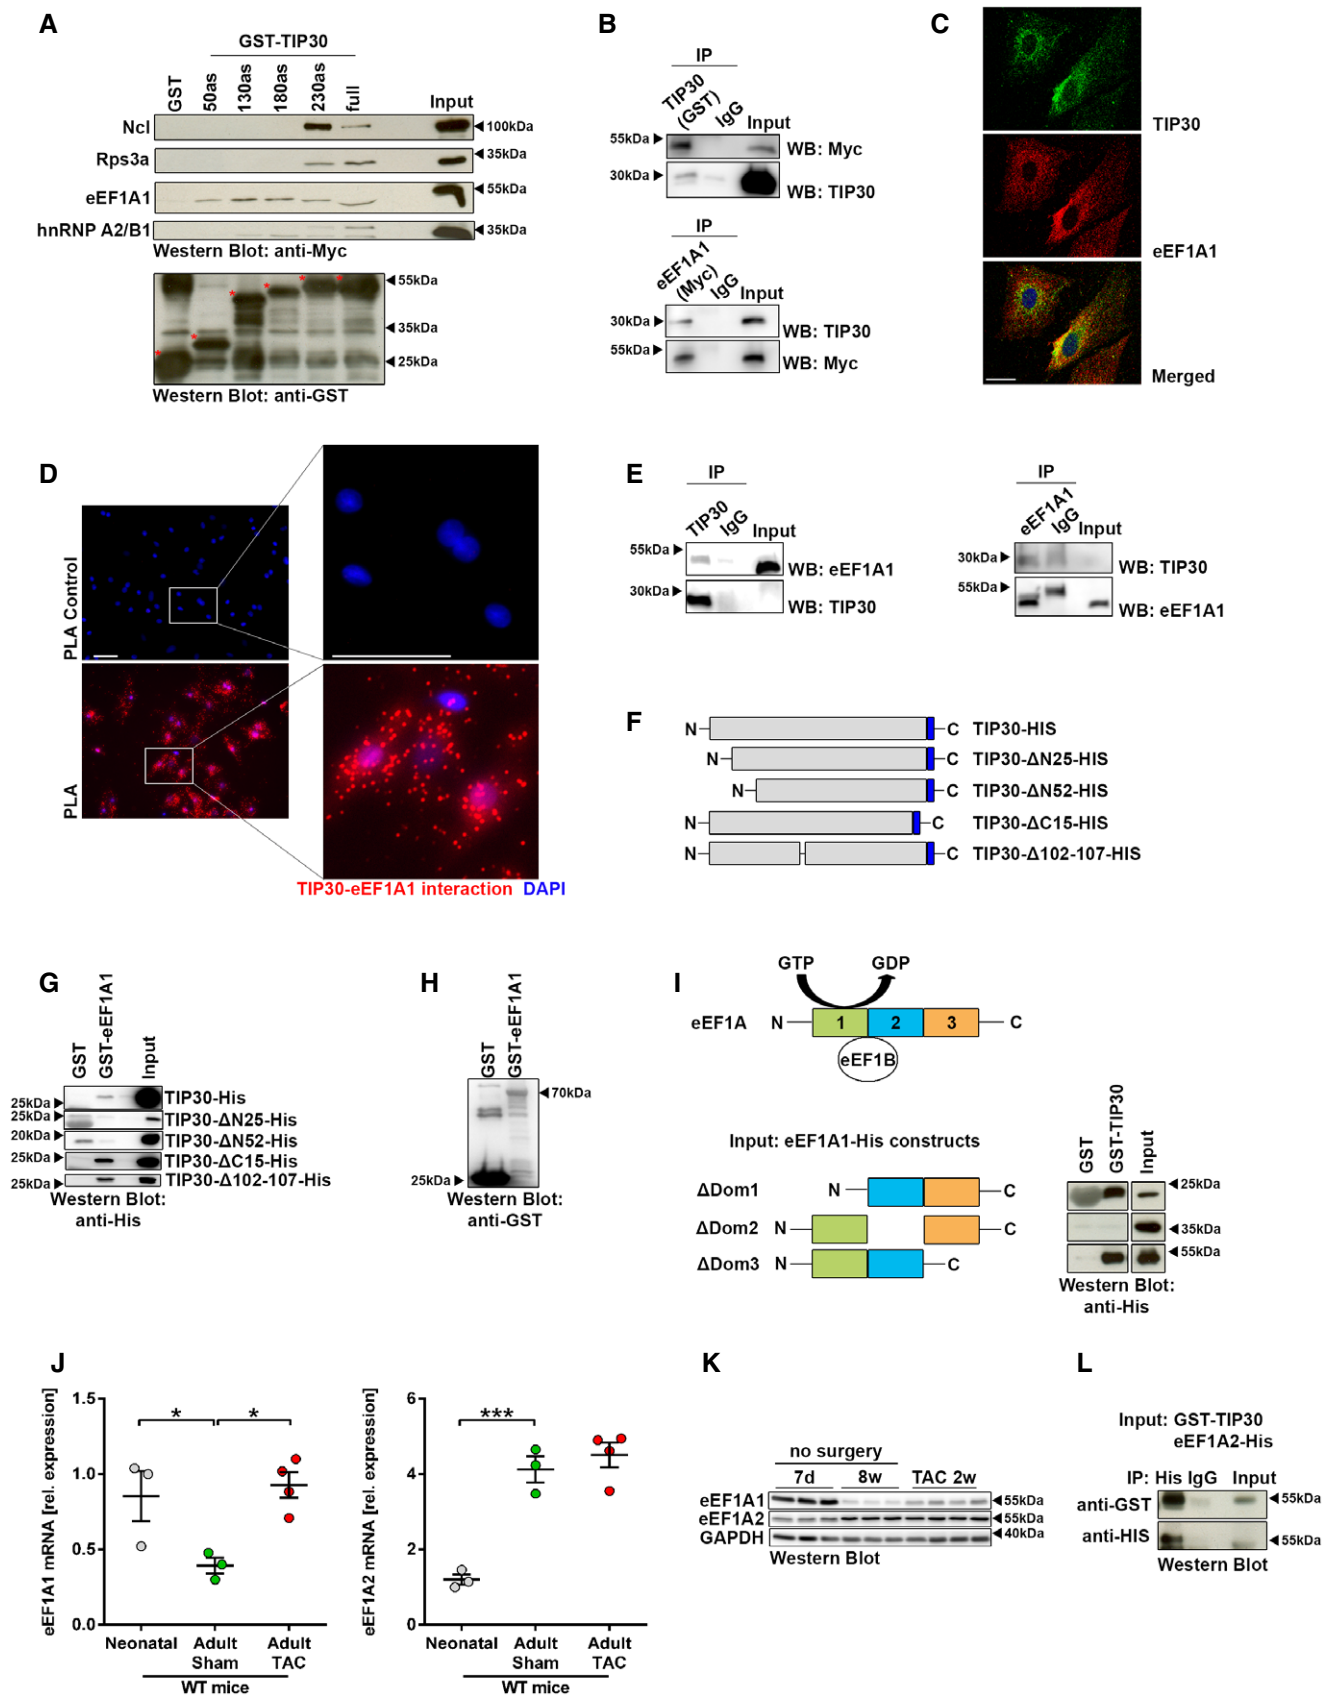 A
GST-TIP30
GST
50as
130as
180as
230as
full
Input
Ncl
100kDa
Rps3a
35kDa
eEF1A1
55kDa
hnRNP A2/B1
35kDa
Western Blot: anti-Myc
55kDa
35kDa
25kDa
Western Blot: anti-GST
B
IP
TIP30 (GST)
IgG
Input
55kDa
WB: Myc
30kDa
WB: TIP30
IP
eEF1A1 (Myc)
IgG
Input
30kDa
WB: TIP30
55kDa
WB: Myc
C
TIP30
eEF1A1
Merged
D
PLA Control
PLA
TIP30-eEF1A1 interaction DAPI
E
IP
TIP30
IgG
Input
55kDa
WB: eEF1A1
30kDa
WB: TIP30
IP
eEF1A1
IgG
Input
30kDa
WB: TIP30
55kDa
WB: eEF1A1
F
N C TIP30-HIS
N C TIP30-ΔN25-HIS
N C TIP30-ΔN52-HIS
N C TIP30-ΔC15-HIS
N C TIP30-Δ102-107-HIS
G
GST
GST-eEF1A1
Input
25kDa TIP30-His
25kDa TIP30-ΔN25-His
20kDa TIP30-ΔN52-His
25kDa TIP30-ΔC15-His
25kDa TIP30-Δ102-107-His
Western Blot:
anti-His
H
GST
GST-eEF1A1
70kDa
25kDa
Western Blot:
anti-GST
I
GTP GDP
eEF1A N 1 2 3 C
eEF1B
Input: eEF1A1-His constructs
ΔDom1 N C
ΔDom2 N C
ΔDom3 N C
GST
GST-TIP30
Input
25kDa
35kDa
55kDa
Western Blot:
anti-His
J
eEF1A1 mRNA [rel. expression]
1.5
1.0
0.5
0.0
* *
Neonatal
Adult Sham
Adult TAC
WT mice
eEF1A2 mRNA [rel. expression]
6
4
2
0
***
Neonatal
Adult Sham
Adult TAC
WT mice
K
no surgery
7d 8w TAC 2w
eEF1A1 55kDa
eEF1A2 55kDa
GAPDH 40kDa
Western Blot
L
Input: GST-TIP30
eEF1A2-His
IP: His IgG Input
anti-GST 55kDa
anti-HIS 55kDa
Western Blot